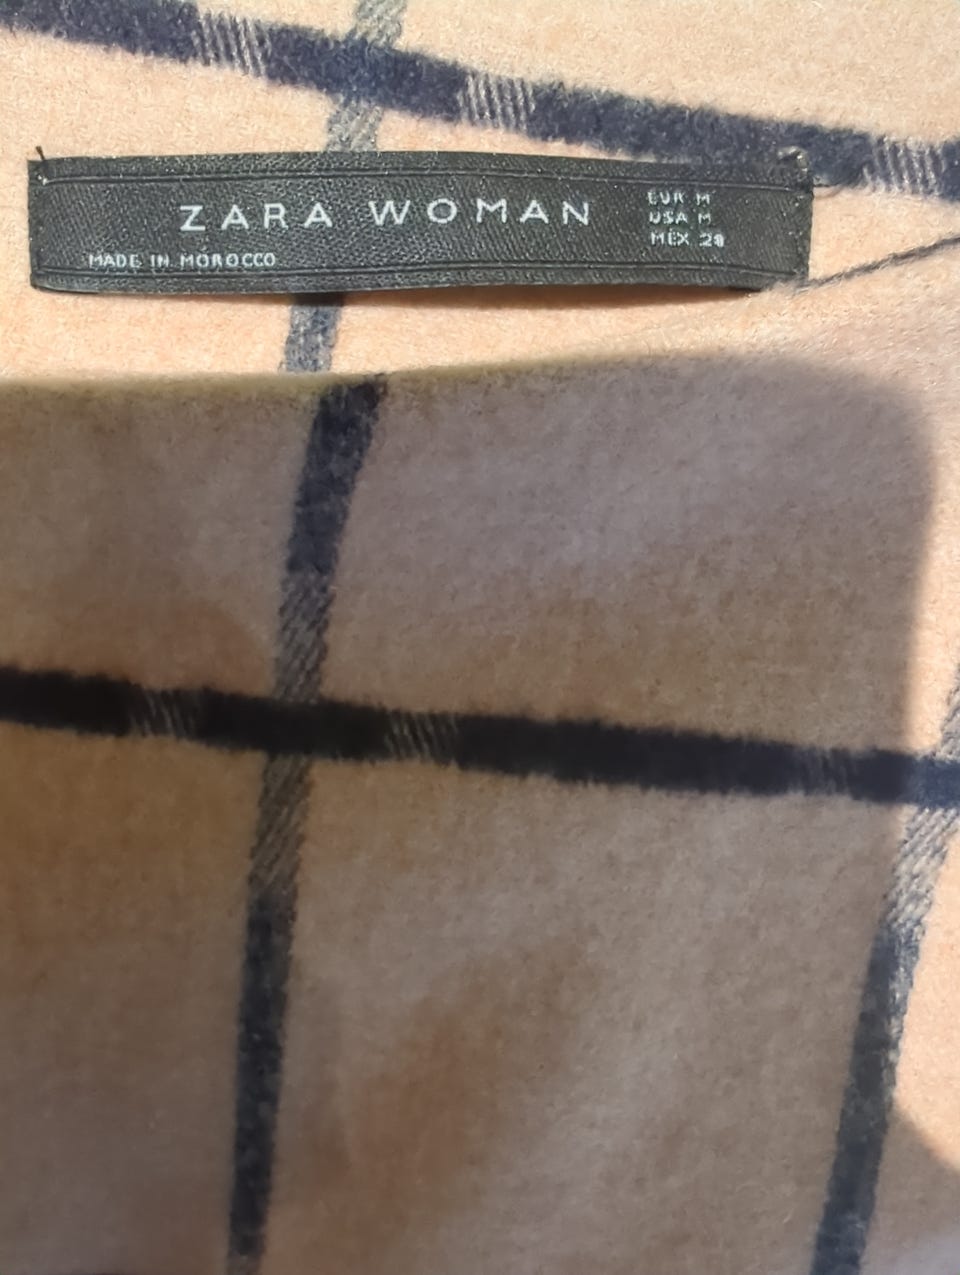 ZARA WOMAN
EUR M
USA M
MEX 28
MADE IN MOROCCO